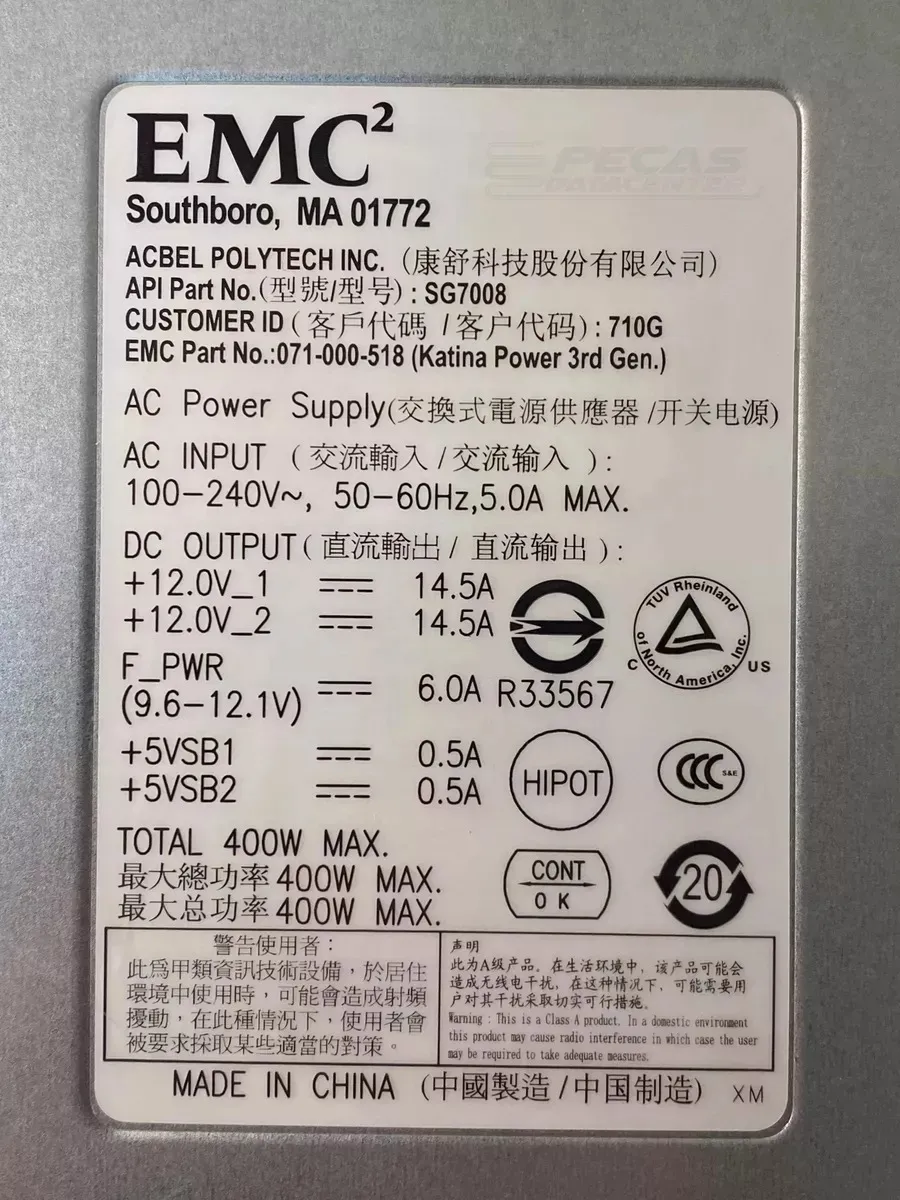 EMC²
PECAS
DATACENTER
Southboro, MA 01772
ACBEL POLYTECH INC. (康舒科技股份有限公司)
API Part No.(型號/型号) : SG7008
CUSTOMER ID ( 客戶代碼 / 客户代码) : 710G
EMC Part No.:071-000-518 (Katina Power 3rd Gen.)
AC Power Supply(交換式電源供應器 /开关电源)
AC INPUT ( 交流輸入 / 交流输入 ) :
100-240V~, 50-60Hz,5.0A MAX.
DC OUTPUT ( 直流輸出 / 直流输出 ) :
+12.0V_1 14.5A
+12.0V_2 14.5A
F_PWR
(9.6-12.1V) 6.0A
+5VSB1 0.5A
+5VSB2 0.5A
R33567
TUV Rheinland
of North America, Inc.
C US
HIPOT
CCC S&E
CONT
O K
20
TOTAL 400W MAX.
最大總功率 400W MAX.
最大总功率 400W MAX.
警告使用者：
此為甲類資訊技術設備，於居住
環境中使用時，可能會造成射頻
擾動，在此種情況下，使用者會
被要求採取某些適當的對策。
声明
此为A级产品。在生活环境中，该产品可能会
造成无线电干扰，在这种情况下，可能需要用
户对其干扰采取切实可行措施。
Warning : This is a Class A product. In a domestic environment
this product may cause radio interference in which case the user
may be required to take adequate measures.
MADE IN CHINA (中國製造 / 中国制造) XM